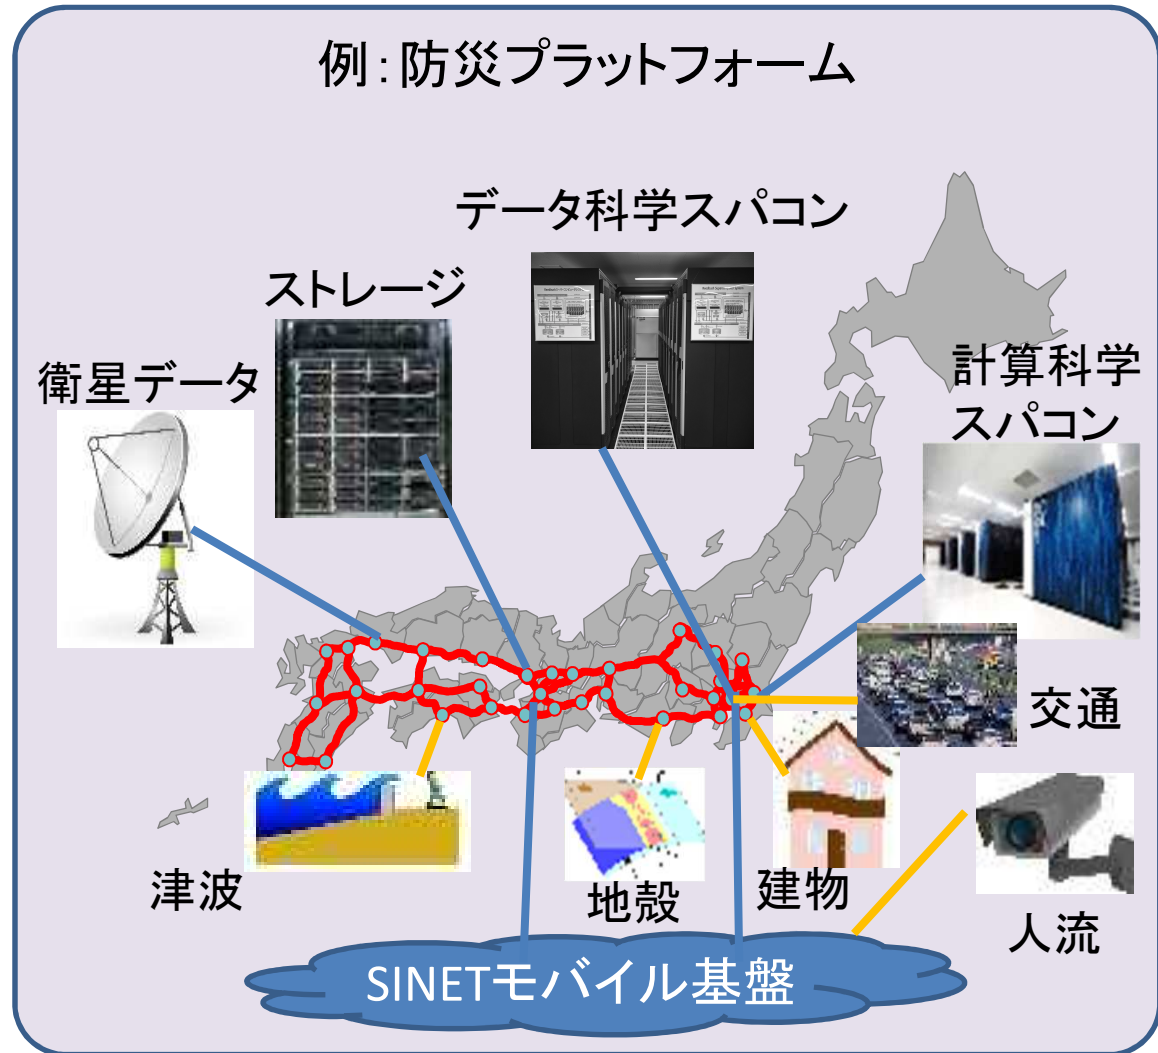 例：防災プラットフォーム
データ科学スパコン
ストレージ
衛星データ
計算科学
スパコン
交通
津波
地殻
建物
人流
SINETモバイル基盤